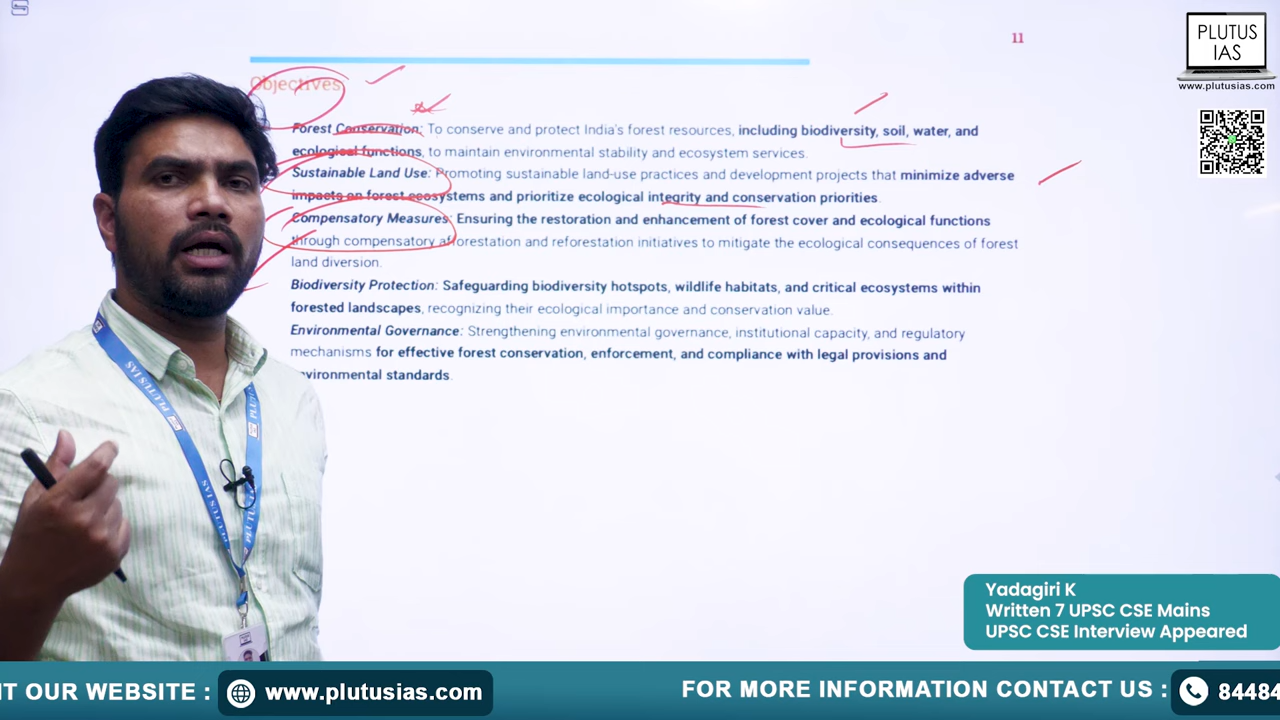 11
PLUTUS
IAS
www.plutusias.com
Objectives
Forest Conservation: To conserve and protect India's forest resources, including biodiversity, soil, water, and
ecological functions, to maintain environmental stability and ecosystem services.
Sustainable Land Use: Promoting sustainable land-use practices and development projects that minimize adverse
impacts on forest ecosystems and prioritize ecological integrity and conservation priorities.
Compensatory Measures: Ensuring the restoration and enhancement of forest cover and ecological functions
through compensatory afforestation and reforestation initiatives to mitigate the ecological consequences of forest
land diversion.
Biodiversity Protection: Safeguarding biodiversity hotspots, wildlife habitats, and critical ecosystems within
forested landscapes, recognizing their ecological importance and conservation value.
Environmental Governance: Strengthening environmental governance, institutional capacity, and regulatory
mechanisms for effective forest conservation, enforcement, and compliance with legal provisions and
nvironmental standards.
PLUTUS IAS
PLUTUSIAS
Yadagiri K
Written 7 UPSC CSE Mains
UPSC CSE Interview Appeared
IT OUR WEBSITE : www.plutusias.com
FOR MORE INFORMATION CONTACT US : 84484